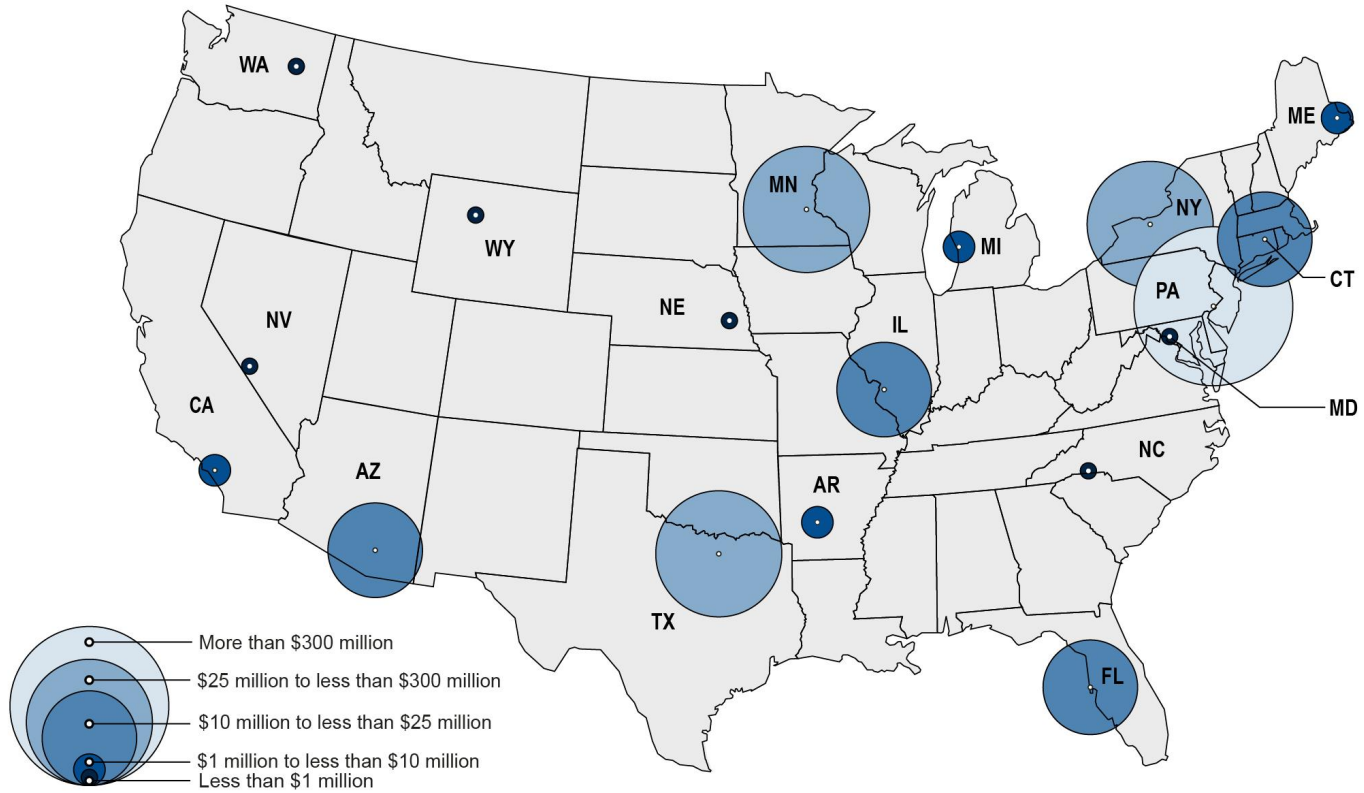 WA
ME
MN
NY
WY
MI
CT
PA
NE
NV
IL
CA
MD
NC
AZ
AR
TX
FL
More than $300 million
$25 million to less than $300 million
$10 million to less than $25 million
$1 million to less than $10 million
Less than $1 million